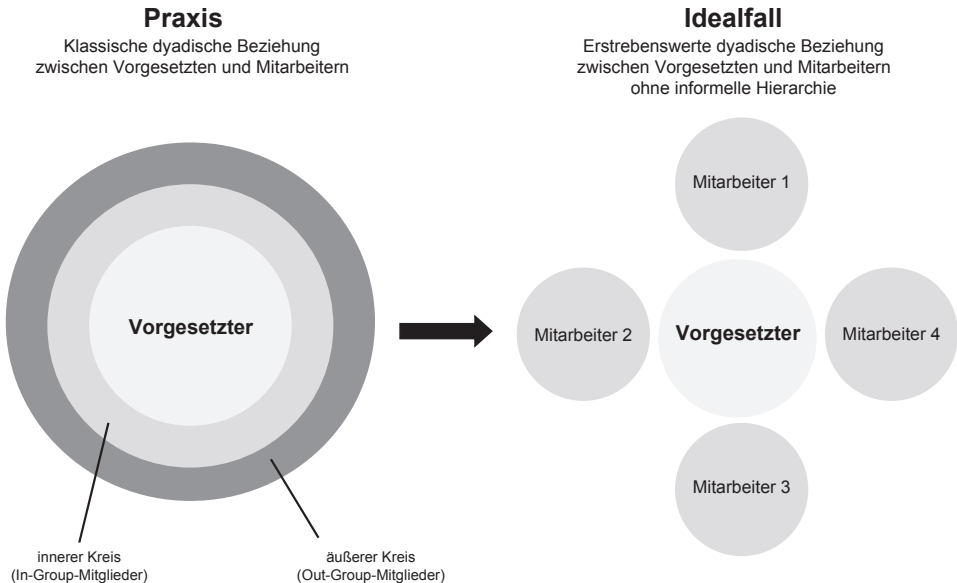 Praxis
Klassische dyadische Beziehung
zwischen Vorgesetzten und Mitarbeitern
Vorgesetzter
innerer Kreis
(In-Group-Mitglieder)
äußerer Kreis
(Out-Group-Mitglieder)
Idealfall
Erstrebenswerte dyadische Beziehung
zwischen Vorgesetzten und Mitarbeitern
ohne informelle Hierarchie
Mitarbeiter 1
Mitarbeiter 2
Vorgesetzter
Mitarbeiter 4
Mitarbeiter 3